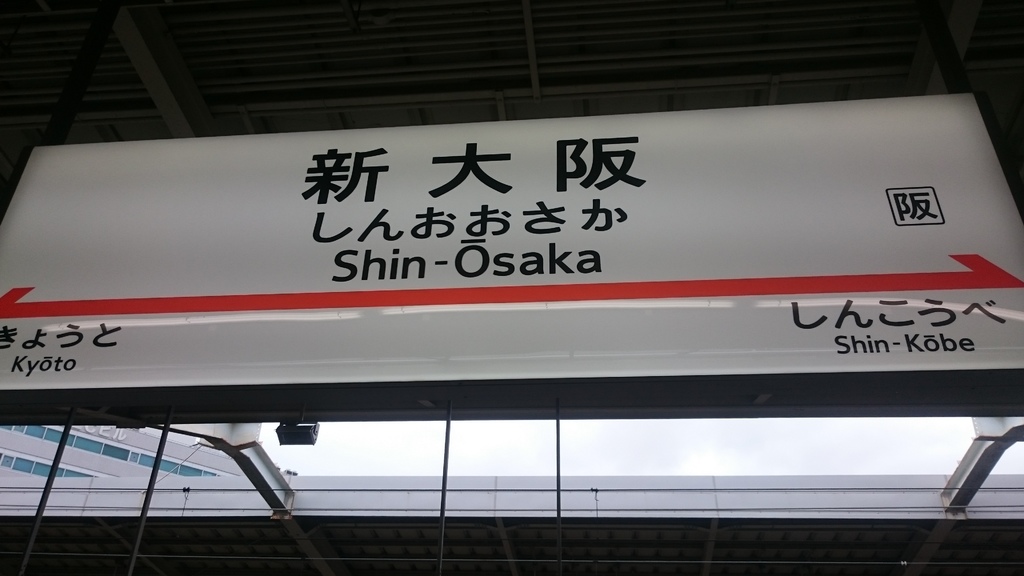 新大阪
しんおおさか
Shin-Ōsaka
阪
きょうと
Kyōto
しんこうべ
Shin-Kōbe